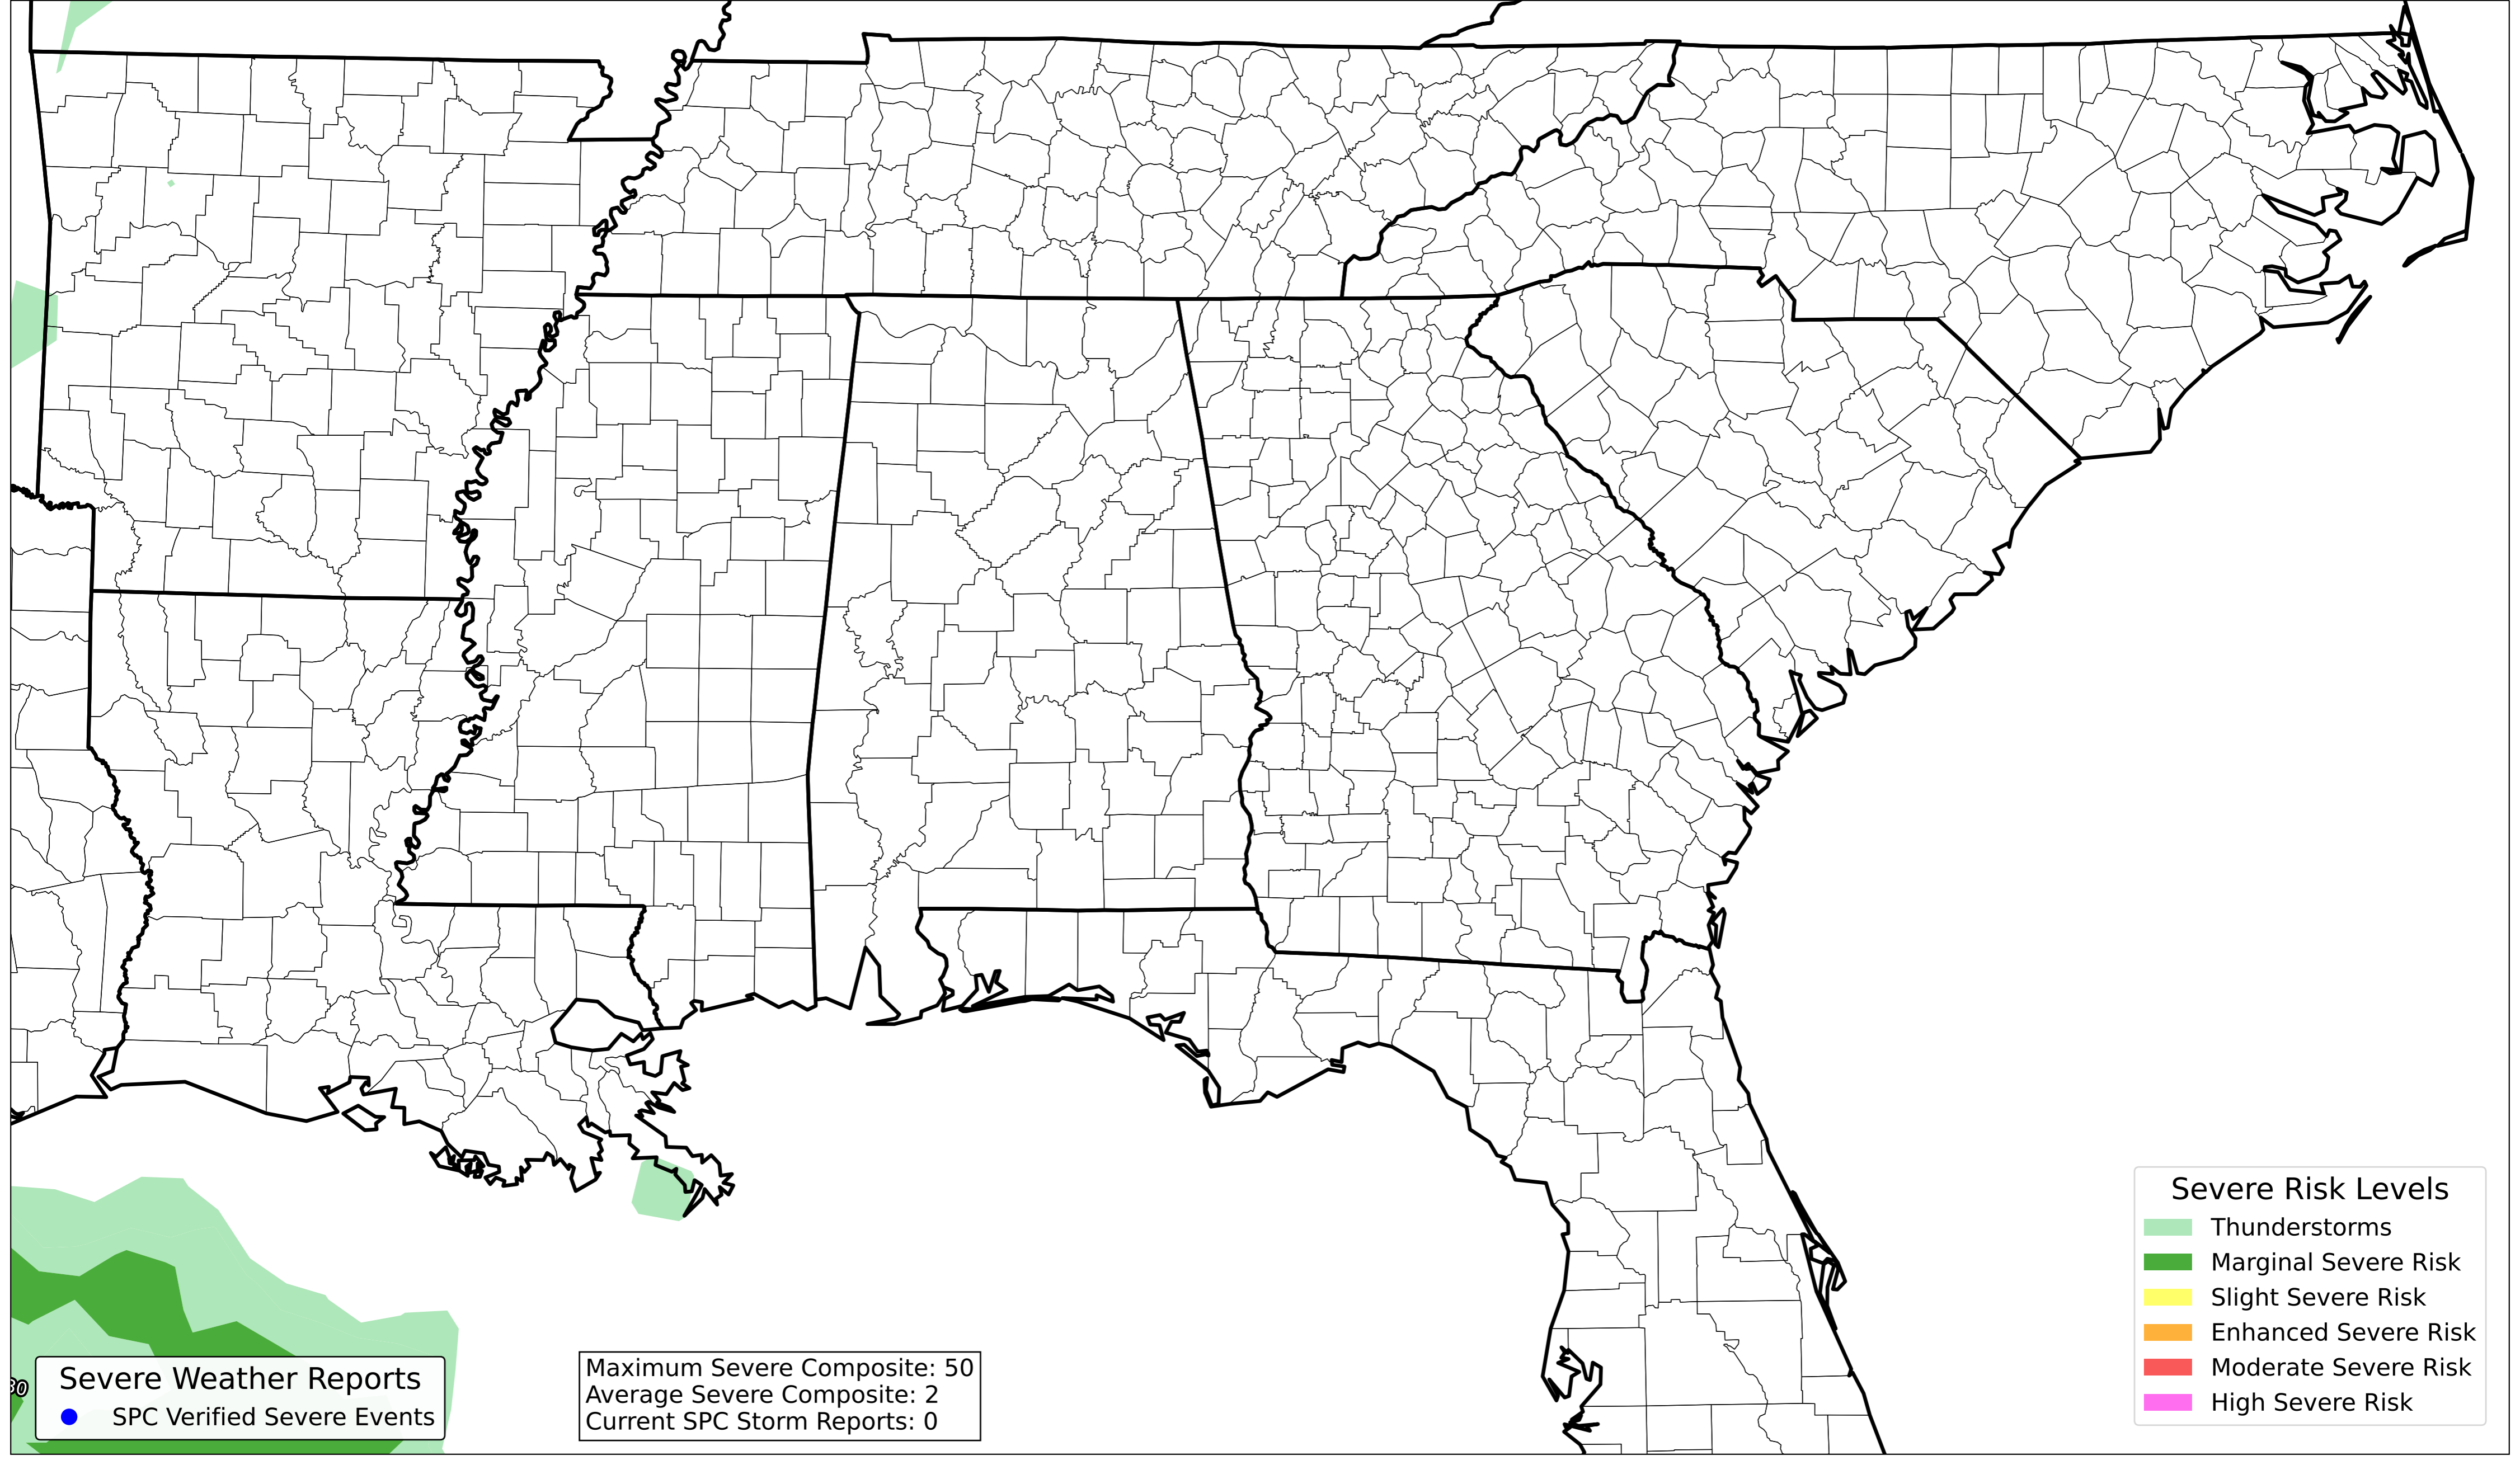 Severe Risk Levels
Thunderstorms
Marginal Severe Risk
Slight Severe Risk
Enhanced Severe Risk
Moderate Severe Risk
High Severe Risk
Severe Weather Reports
SPC Verified Severe Events
Maximum Severe Composite: 50
Average Severe Composite: 2
Current SPC Storm Reports: 0